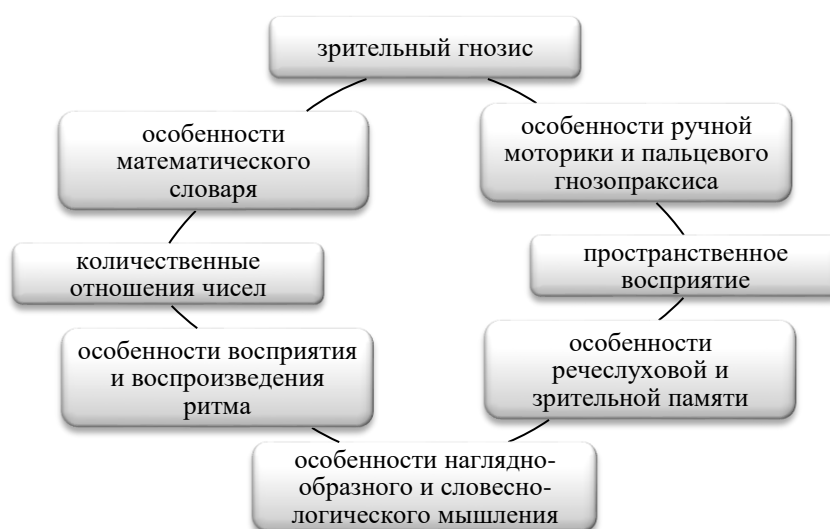 зрительный гнозис
особенности
математического
словаря
особенности ручной
моторики и пальцевого
гнозопраксиса
количественные
отношения чисел
пространственное
восприятие
особенности восприятия
и воспроизведения
ритма
особенности
речеслуховой и
зрительной памяти
особенности наглядно-
образного и словесно-
логического мышления